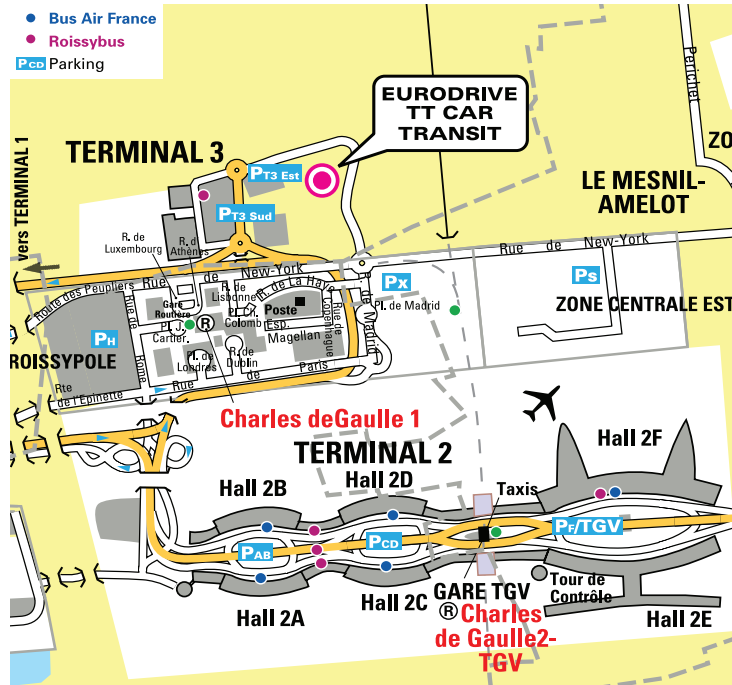 Bus Air France
Roissybus
PCD Parking
EURODRIVE
TT CAR
TRANSIT
Perichet
ZO
TERMINAL 3
vers TERMINAL 1
PT3 Est
PT3 Sud
LE MESNIL-
AMELOT
R. de
Luxembourg
R. d
Athènes
Rue de New-York
Rue de New-York
Route des Peupliers
R. de
Lisbonne
R. de La Haye
Px
Ps
Pl. de Madrid
R. de Madrid
ZONE CENTRALE EST
Gare
Routière
Poste
Pl. Ch.
Colomb
Esp.
Magellan
Rue de
Copenhague
PH
Rue de
Rome
Pl. J.
Cartier
R
ROISSYPOLE
Pl. de
Londres
R. de
Dublin
Rue de Paris
Rte
de l'Epinette
Charles deGaulle 1
TERMINAL 2
Hall 2F
Hall 2B
Hall 2D
Taxis
PF/TGV
PAB
PCD
GARE TGV
R Charles
de Gaulle2-
TGV
Tour de
Contrôle
Hall 2A
Hall 2C
Hall 2E